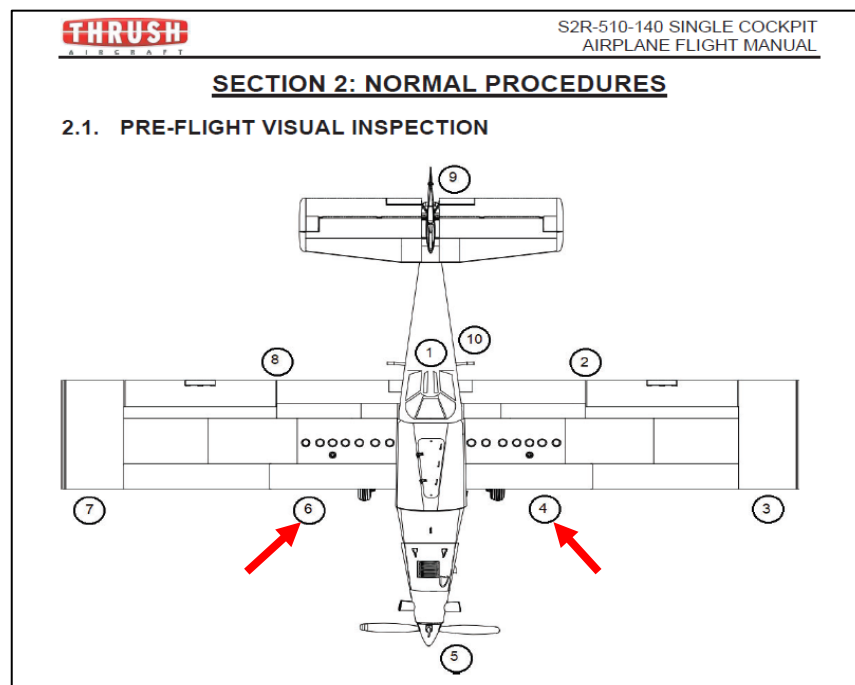 THRUSH
AIRCRAFT
S2R-510-140 SINGLE COCKPIT
AIRPLANE FLIGHT MANUAL
SECTION 2: NORMAL PROCEDURES
2.1. PRE-FLIGHT VISUAL INSPECTION
9
10
1
8
2
7
6
4
3
5